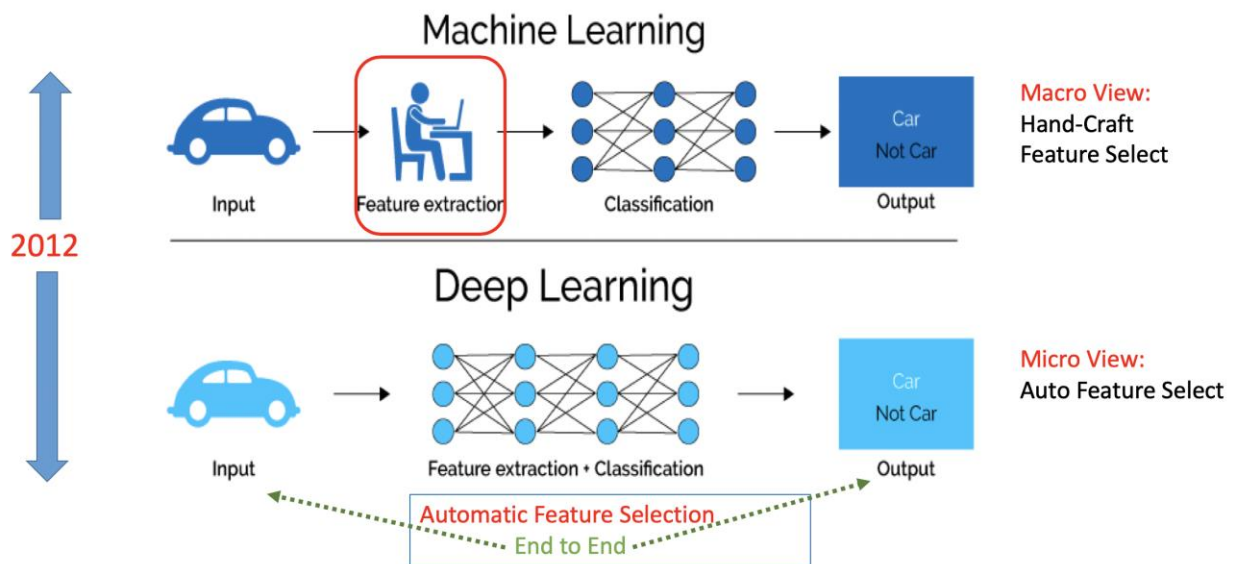 Machine Learning
Input
Feature extraction
Classification
Car
Not Car
Output
Macro View:
Hand-Craft
Feature Select
2012
Deep Learning
Input
Feature extraction + Classification
Car
Not Car
Output
Micro View:
Auto Feature Select
Automatic Feature Selection
End to End